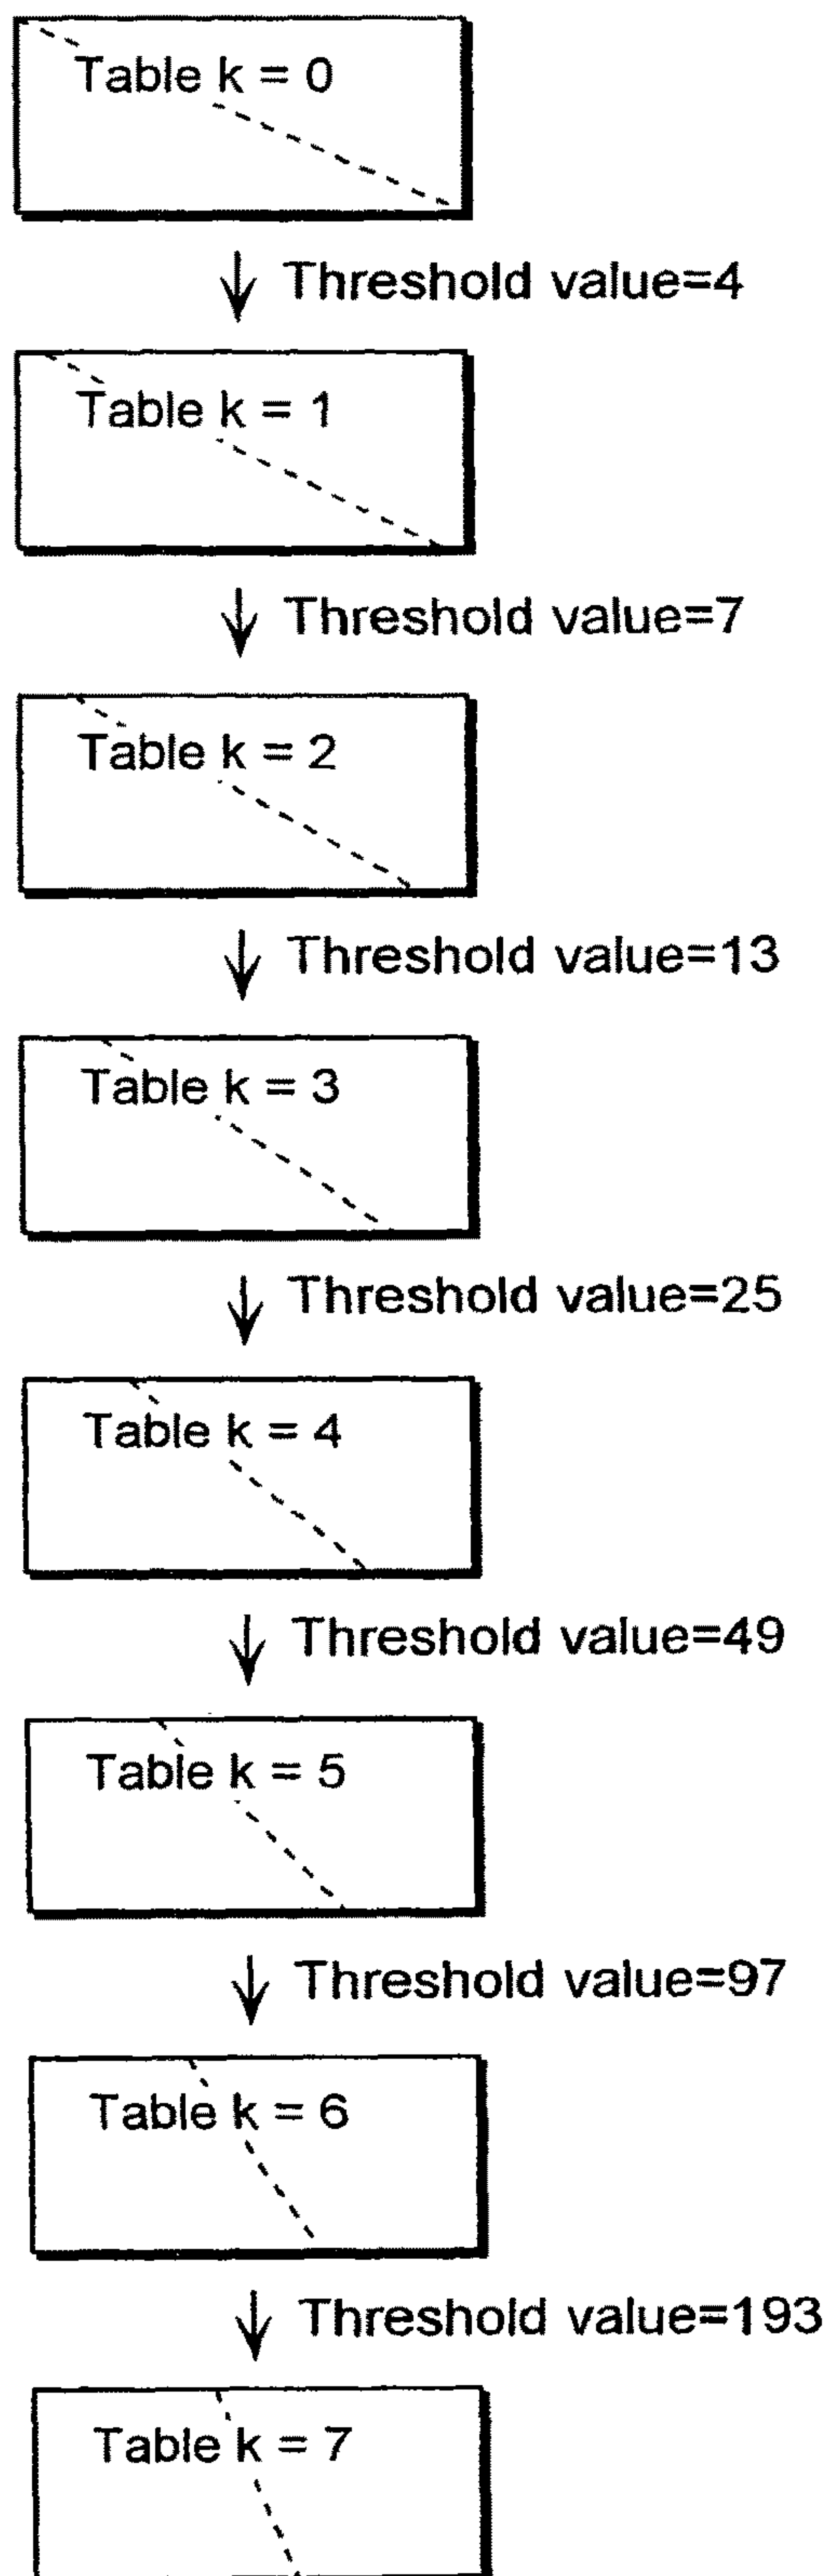 Table k = 0
Threshold value=4
Table k = 1
Threshold value=7
Table k = 2
Threshold value=13
Table k = 3
Threshold value=25
Table k = 4
Threshold value=49
Table k = 5
Threshold value=97
Table k = 6
Threshold value=193
Table k = 7